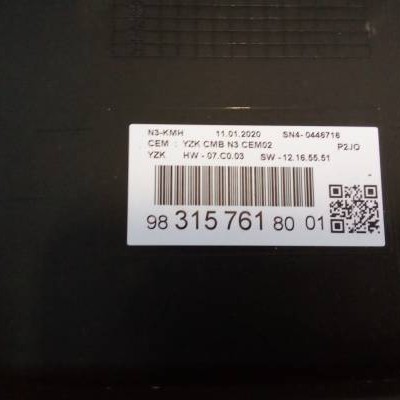 N3-KMH 11.01.2020 SN4- 0446716
CEM : YZK CMB N3 CEM02 P2JO
YZK HW - 07.C0.03 SW - 12.16.55.51
98 315 761 80 01